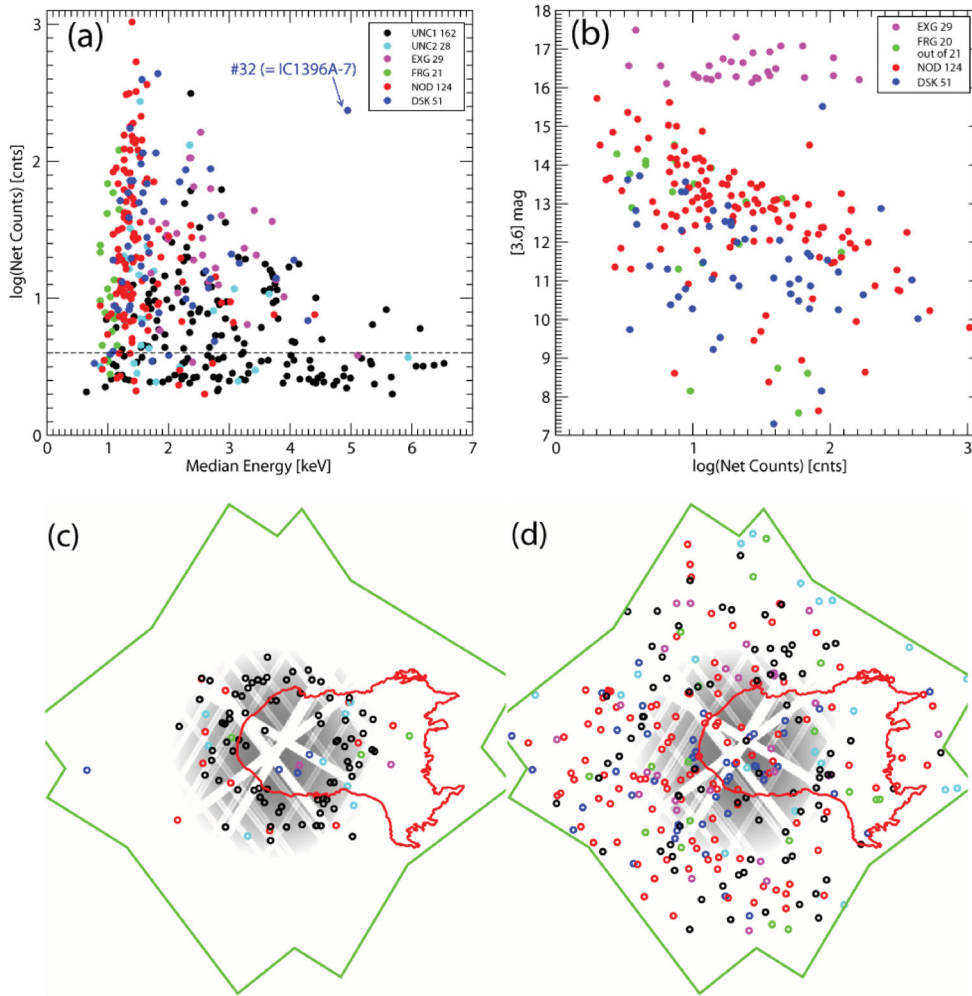 (a)
UNC1 162
UNC2 28
EXG 29
FRG 21
NOD 124
DSK 51
#32 (= IC1396A-7)
log(Net Counts) [cnts]
3
2
1
0
0 1 2 3 4 5 6 7
Median Energy [keV]
(b)
EXG 29
FRG 20
out of 21
NOD 124
DSK 51
[3.6] mag
18
17
16
15
14
13
12
11
10
9
8
7
0 1 2 3
log(Net Counts) [cnts]
(c)
(d)